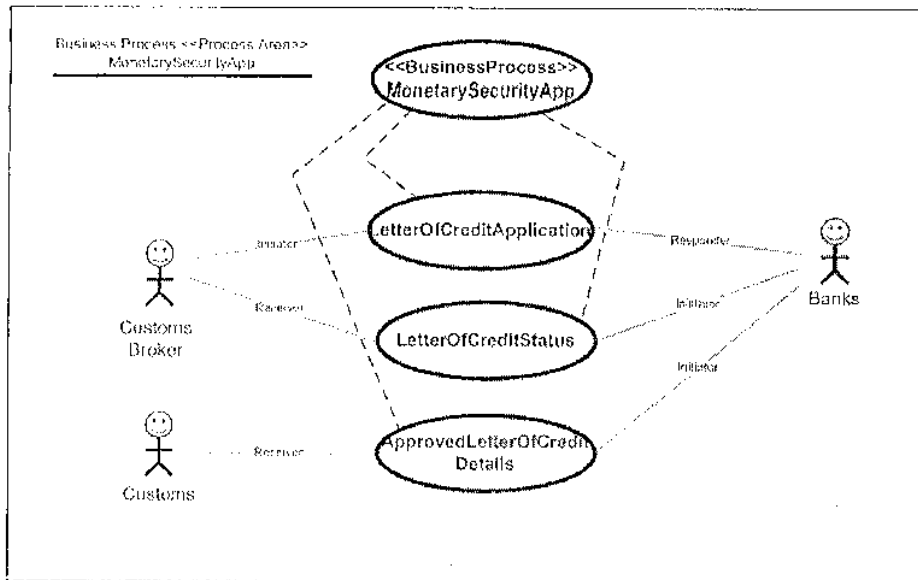 Business Process <<Process Area>>
MonetarySecurityApp
<<BusinessProcess>>
MonetarySecurityApp
LetterOfCreditApplication
Initiator
Responder
Customs
Broker
Banks
Receiver
Initiator
LetterOfCreditStatus
Initiator
ApprovedLetterOfCredit
Details
Receiver
Customs